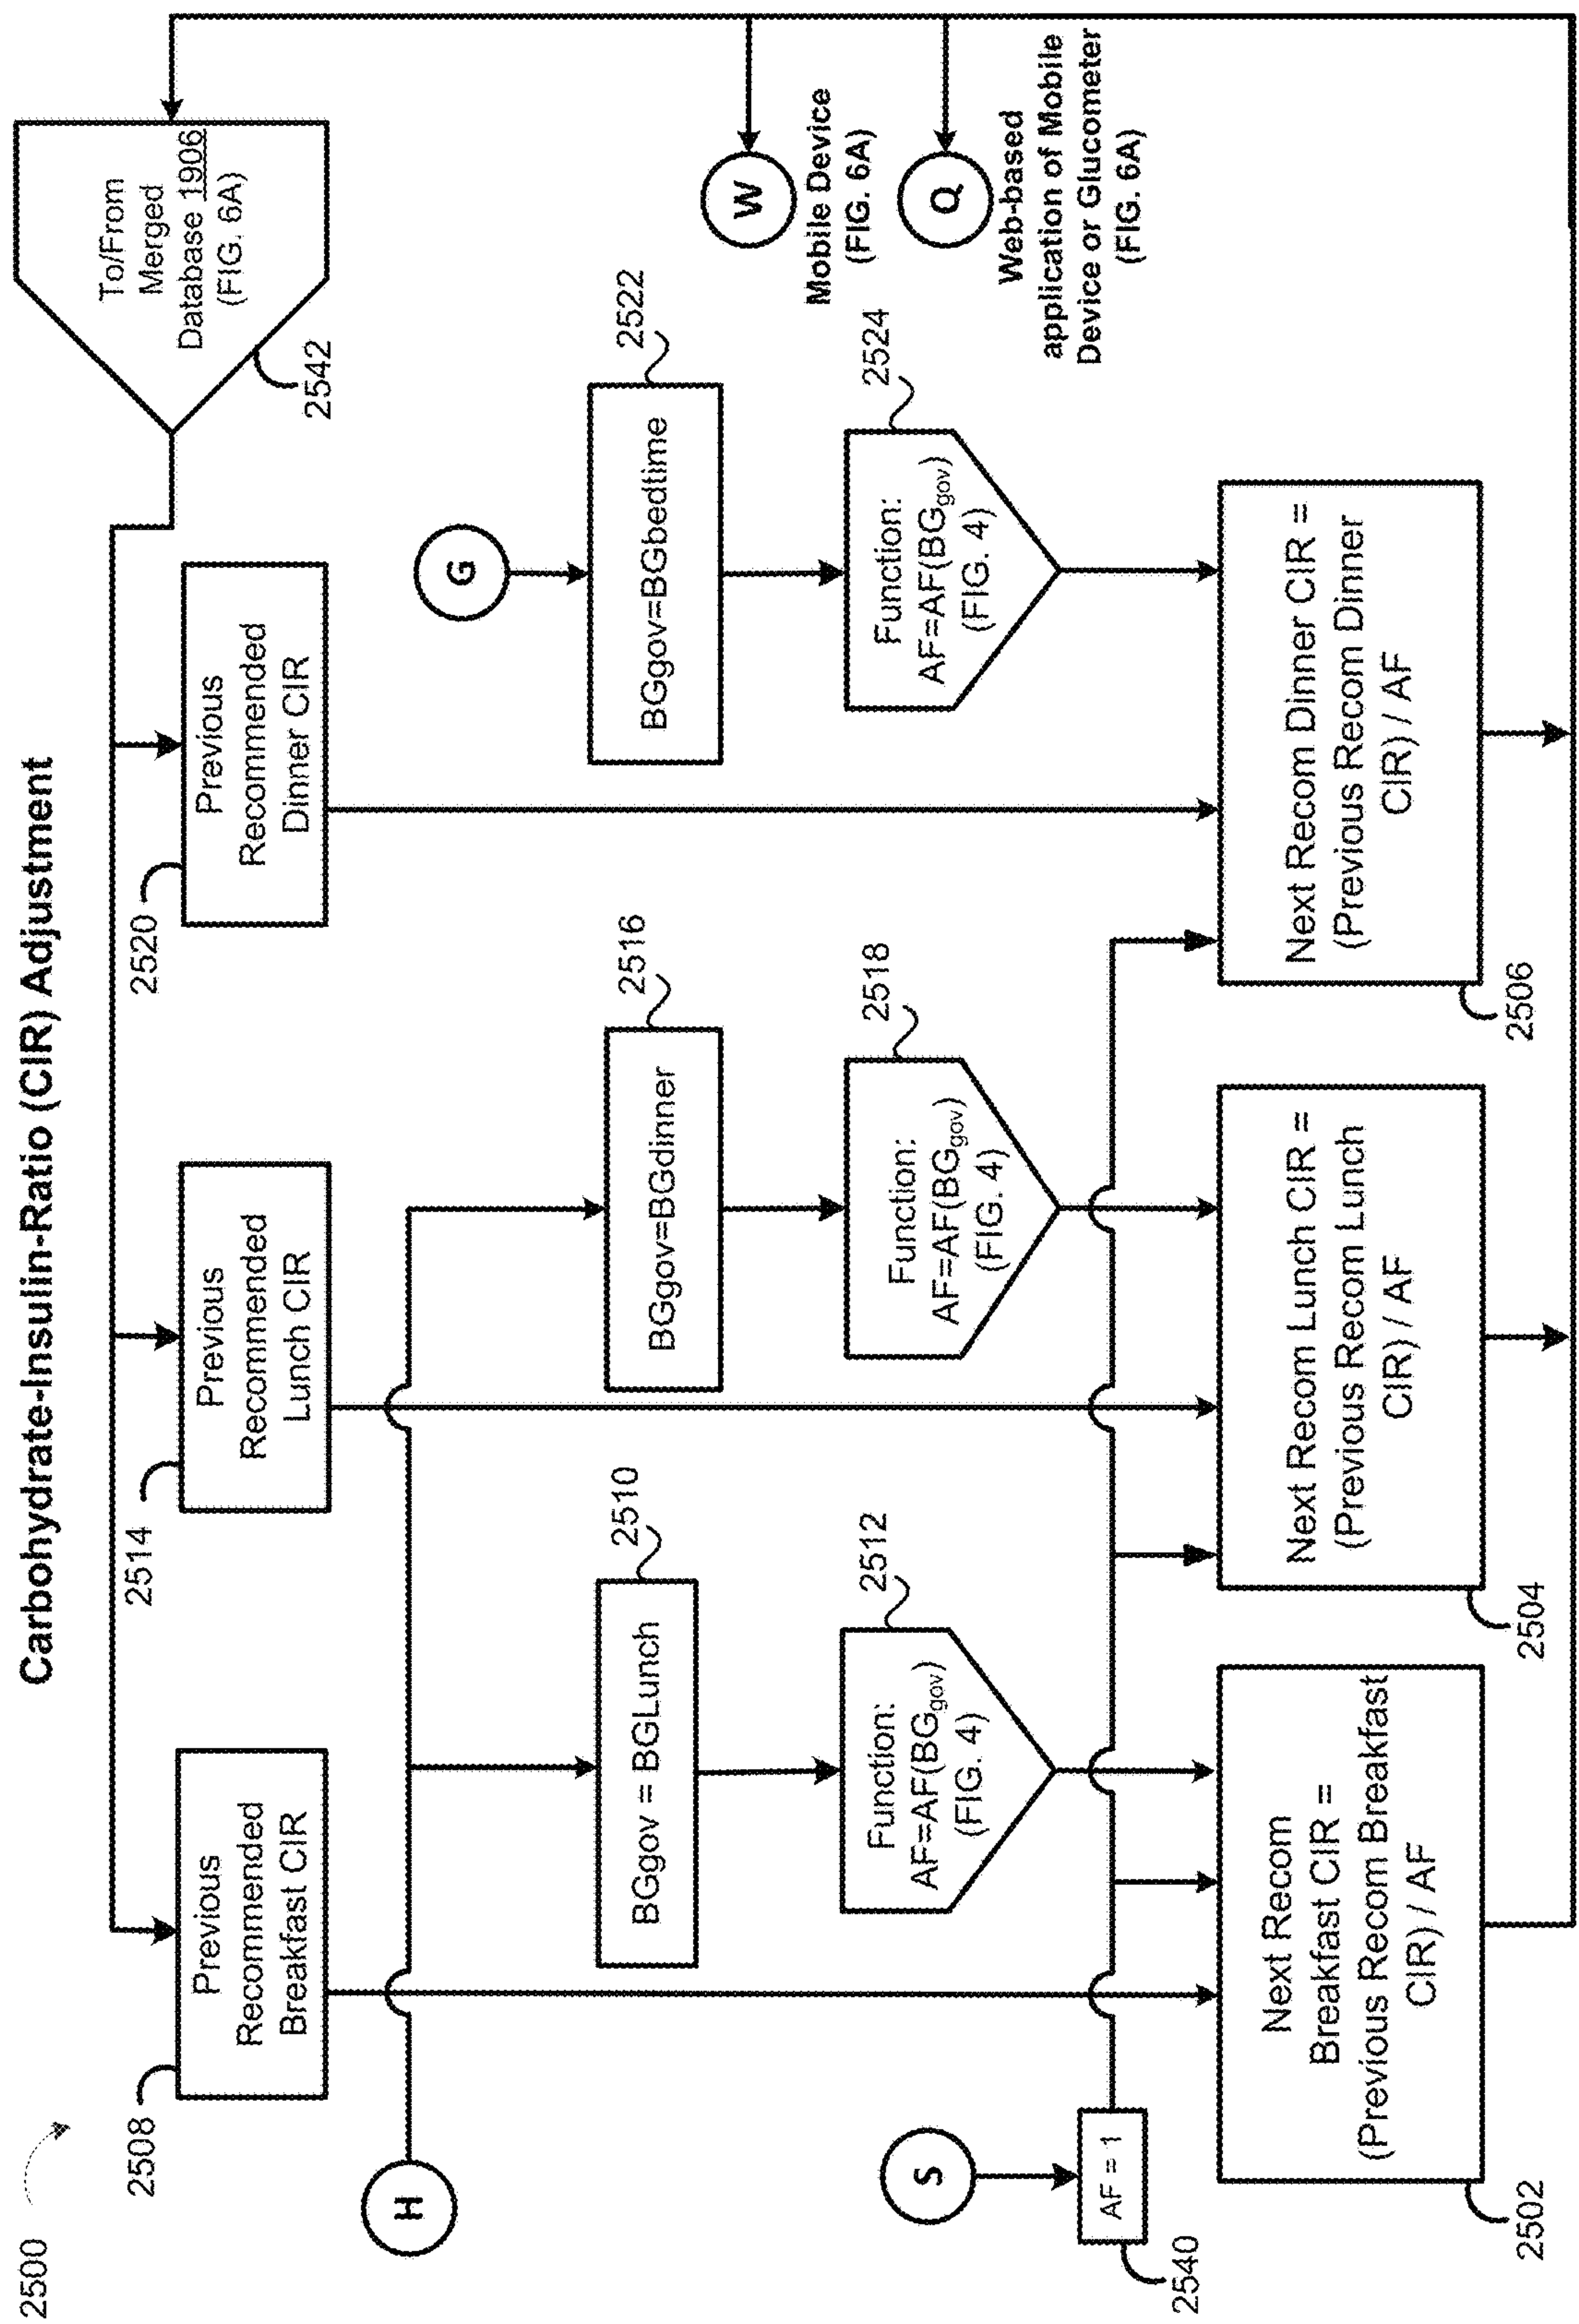 2500
Carbohydrate-Insulin-Ratio (CIR) Adjustment
2508
Previous
Recommended
Breakfast CIR
2514
Previous
Recommended
Lunch CIR
2520
Previous
Recommended
Dinner CIR
To/From
Merged
Database 1906
(FIG. 6A)
2542
H
G
BGgov = BGLunch
2510
BGgov=BGdinner
2516
BGgov=BGbedtime
2522
W
Mobile Device
(FIG. 6A)
Q
Web-based
application of Mobile
Device or Glucometer
(FIG. 6A)
Function:
AF=AF(BGgov)
(FIG. 4)
2512
Function:
AF=AF(BGgov)
(FIG. 4)
2518
Function:
AF=AF(BGgov)
(FIG. 4)
2524
S
AF = 1
2540
Next Recom
Breakfast CIR =
(Previous Recom Breakfast
CIR) / AF
2502
Next Recom Lunch CIR =
(Previous Recom Lunch
CIR) / AF
2504
Next Recom Dinner CIR =
(Previous Recom Dinner
CIR) / AF
2506